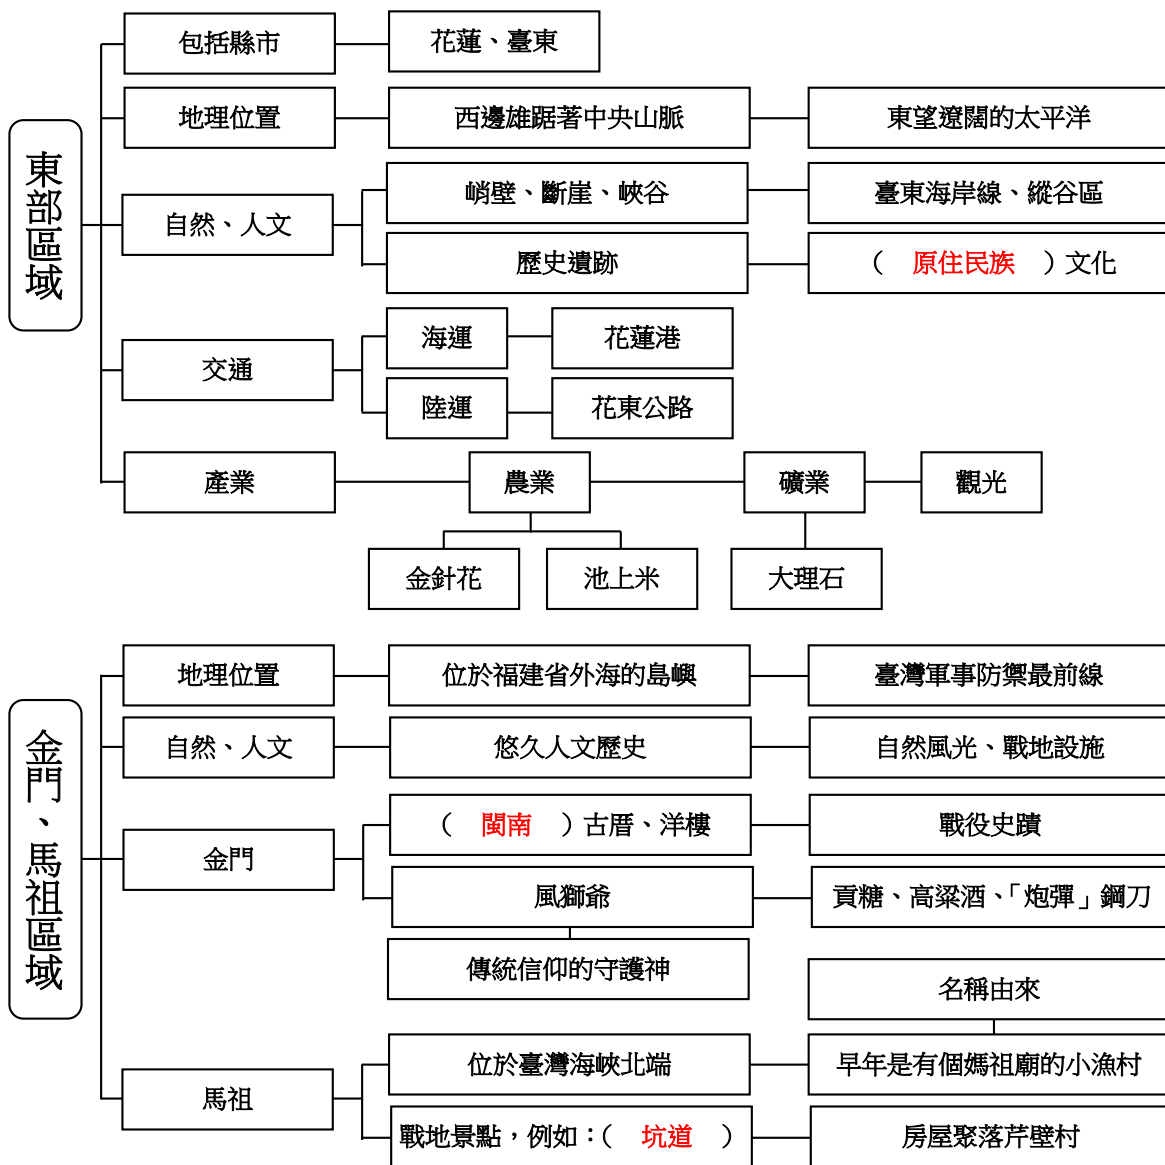 東部區域
包括縣市
花蓮、臺東
地理位置
西邊雄踞著中央山脈
東望遼闊的太平洋
自然、人文
峭壁、斷崖、峽谷
臺東海岸線、縱谷區
歷史遺跡
（ 原住民族 ）文化
交通
海運
花蓮港
陸運
花東公路
產業
農業
礦業
觀光
金針花
池上米
大理石
金門、馬祖區域
地理位置
位於福建省外海的島嶼
臺灣軍事防禦最前線
自然、人文
悠久人文歷史
自然風光、戰地設施
金門
（ 閩南 ）古厝、洋樓
戰役史蹟
風獅爺
貢糖、高粱酒、「炮彈」鋼刀
傳統信仰的守護神
名稱由來
馬祖
位於臺灣海峽北端
早年是有個媽祖廟的小漁村
戰地景點，例如：（ 坑道 ）
房屋聚落芹壁村